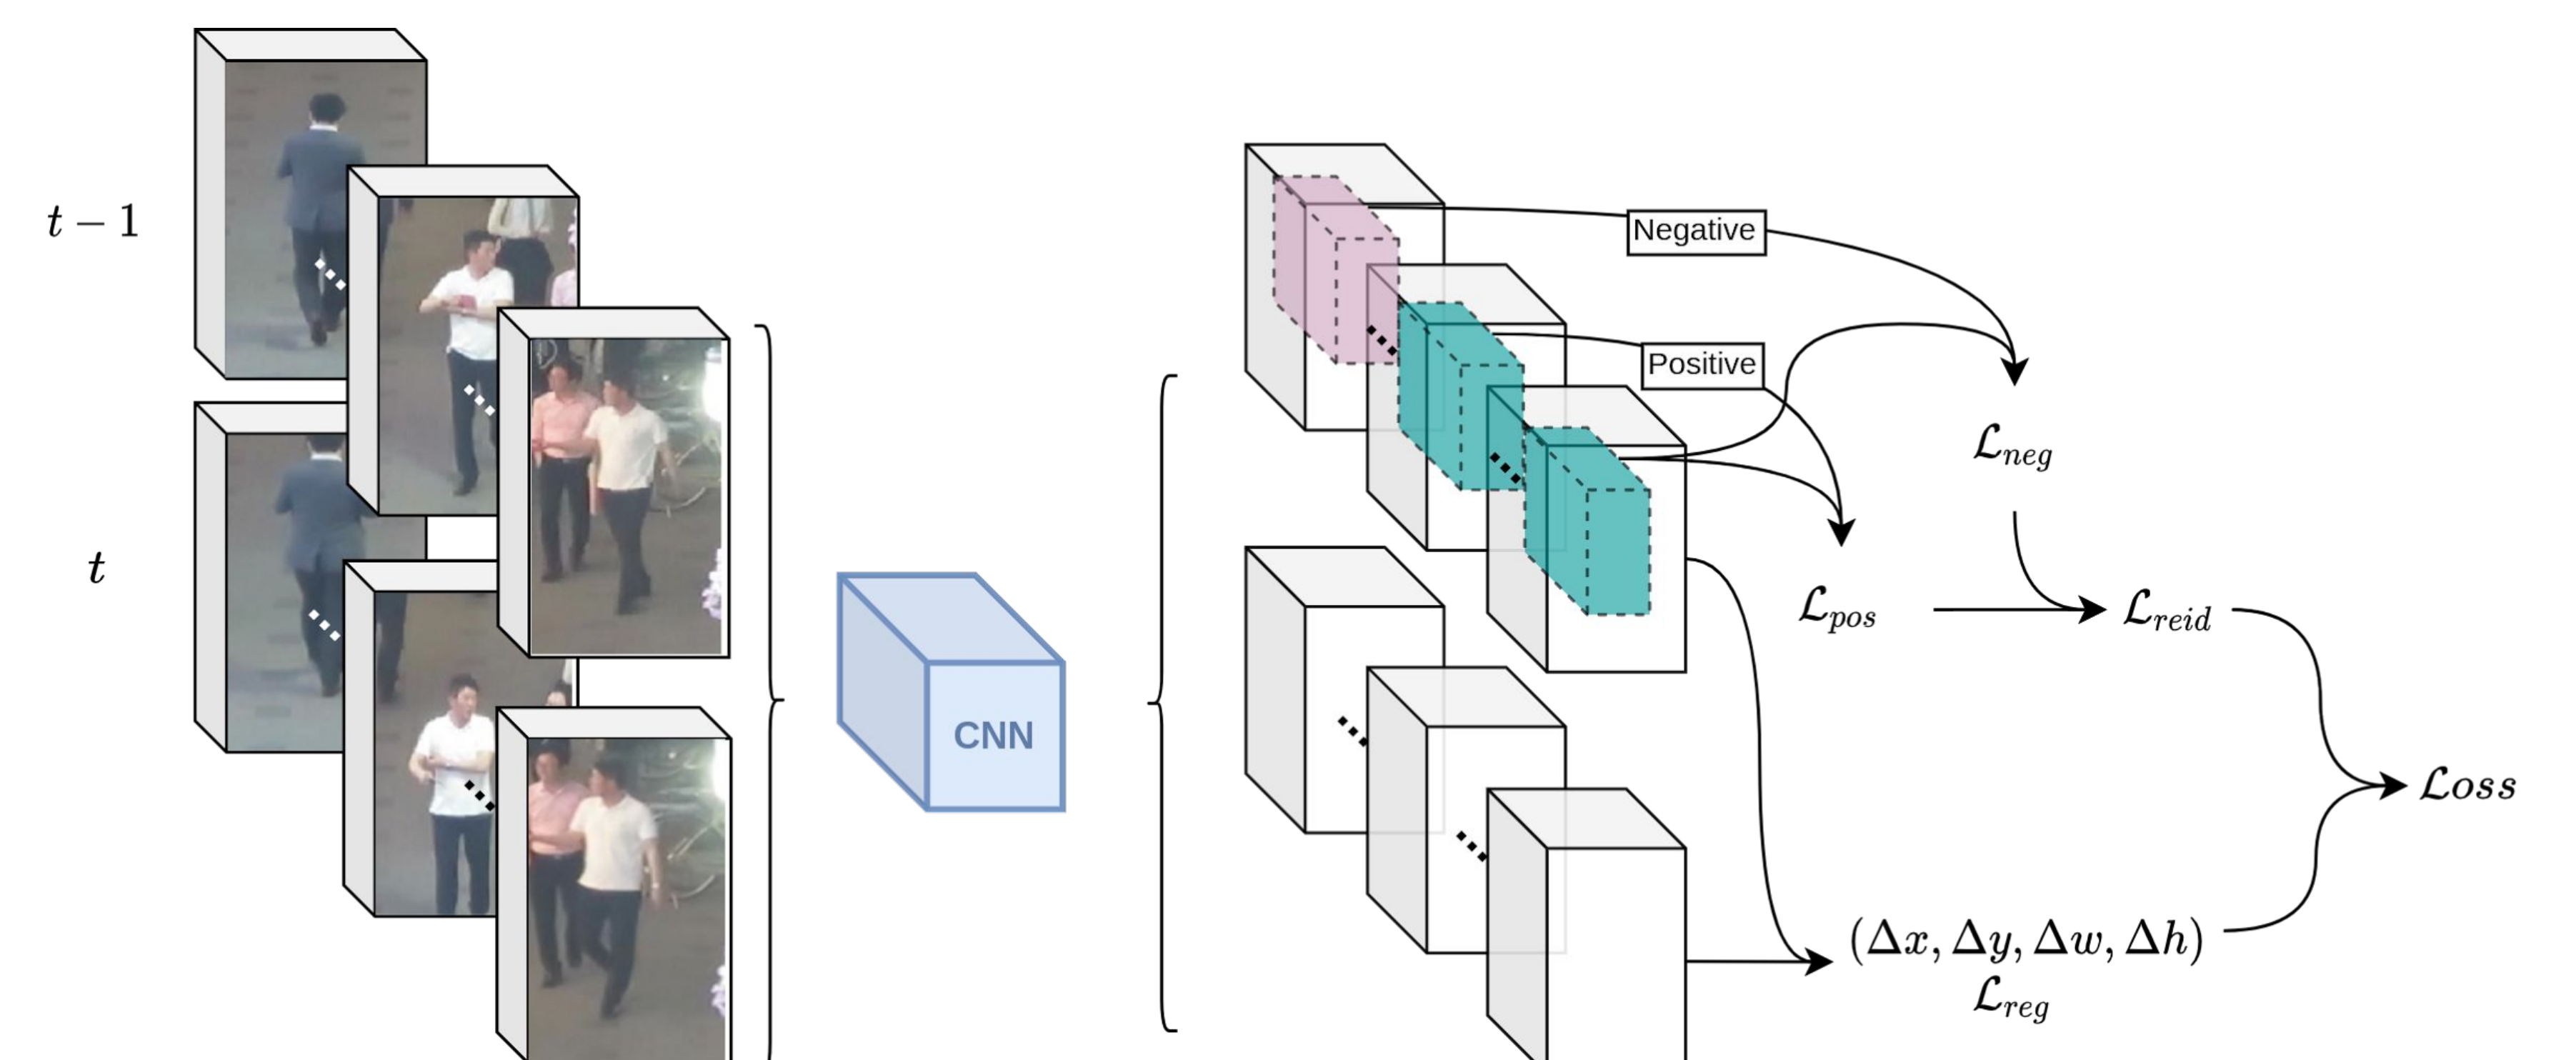 t − 1
t
CNN
Negative
Positive
ℒneg
ℒpos
ℒreid
ℒoss
(Δx, Δy, Δw, Δh)
ℒreg